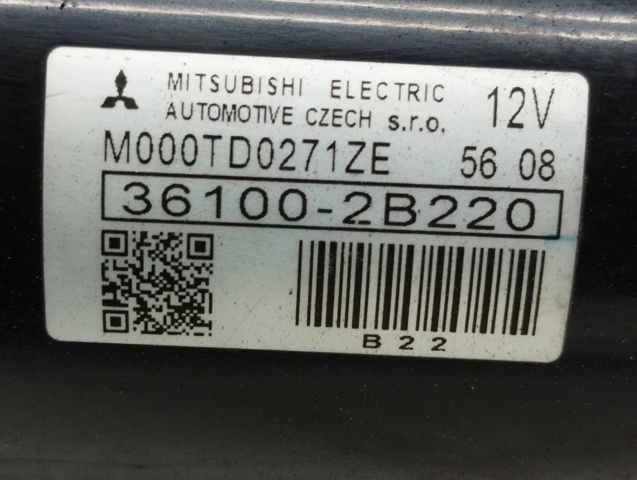 MITSUBISHI ELECTRIC
AUTOMOTIVE CZECH s.r.o. 12V
M000TD0271ZE 56 08
36100-2B220
B22